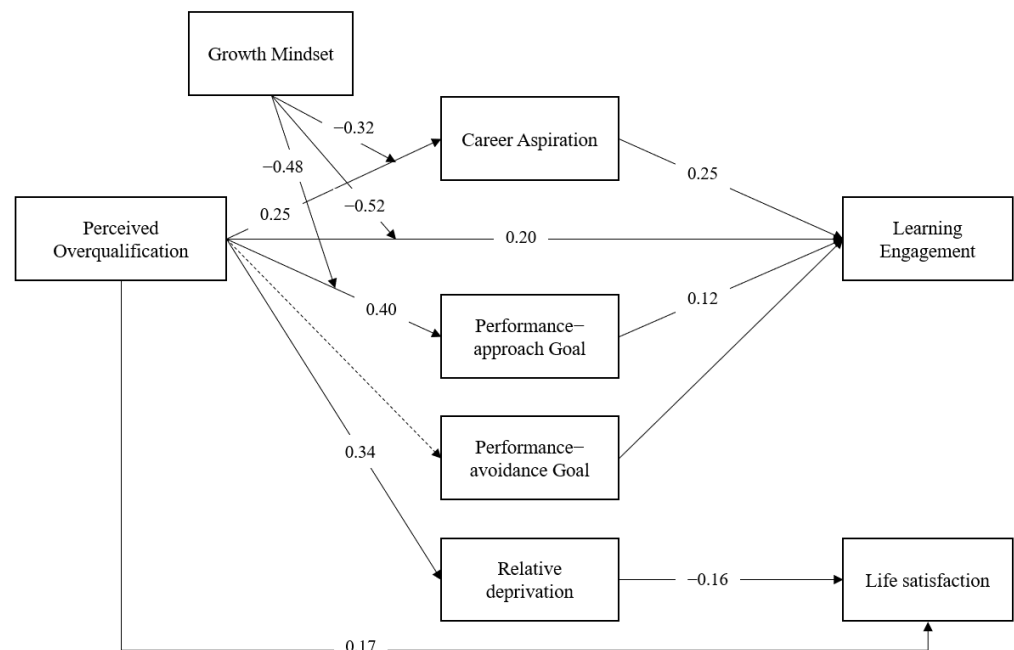 Growth Mindset
−0.32
Career Aspiration
−0.48
0.25
0.25
−0.52
Perceived
Overqualification
0.20
Learning
Engagement
0.40
0.12
Performance−
approach Goal
Performance−
avoidance Goal
0.34
Relative
deprivation
−0.16
Life satisfaction
0.17